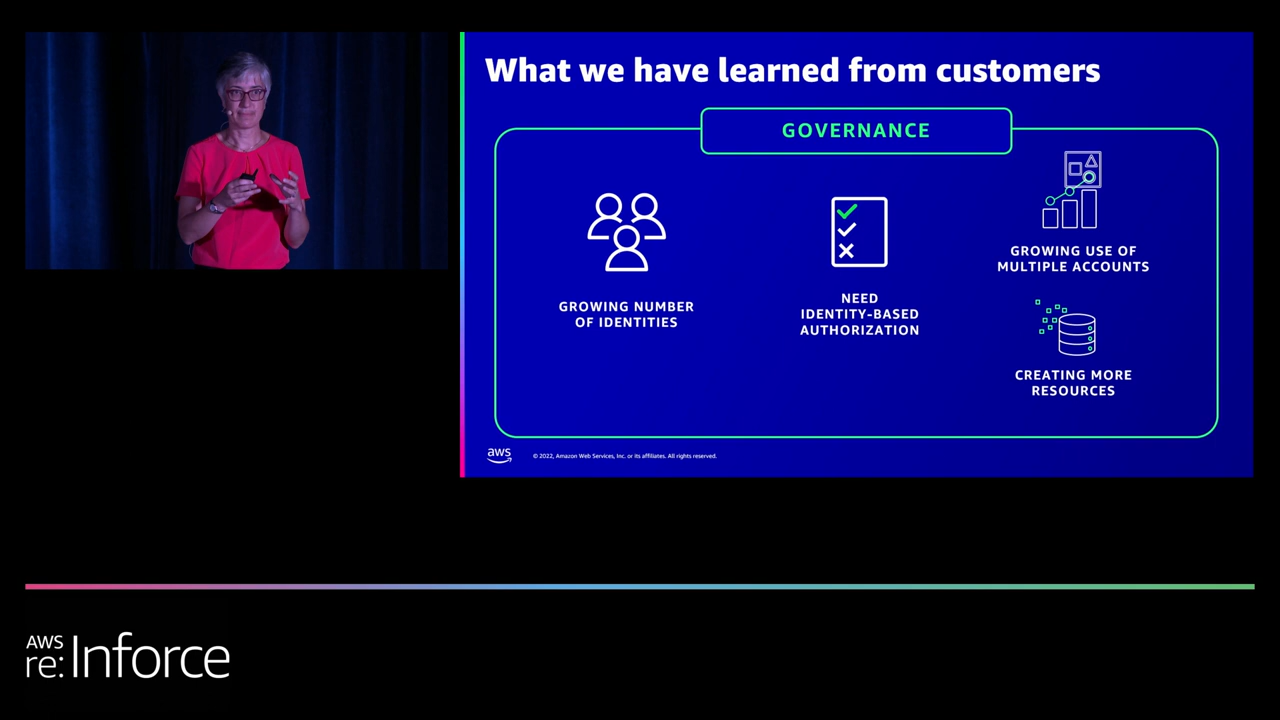 What we have learned from customers
GOVERNANCE
GROWING NUMBER
OF IDENTITIES
NEED
IDENTITY-BASED
AUTHORIZATION
GROWING USE OF
MULTIPLE ACCOUNTS
CREATING MORE
RESOURCES
aws
© 2022, Amazon Web Services, Inc. or its affiliates. All rights reserved.
AWS
re:Inforce